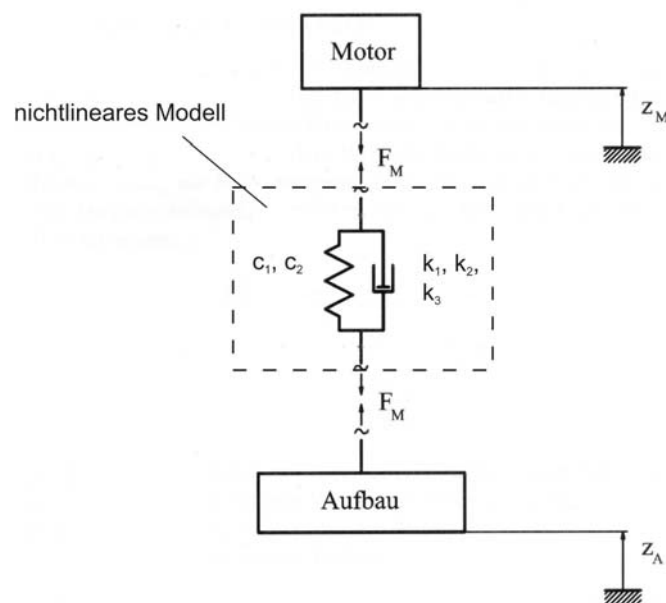 Motor
z_M
nichtlineares Modell
F_M
c₁, c₂
k₁, k₂,
k₃
F_M
Aufbau
z_A